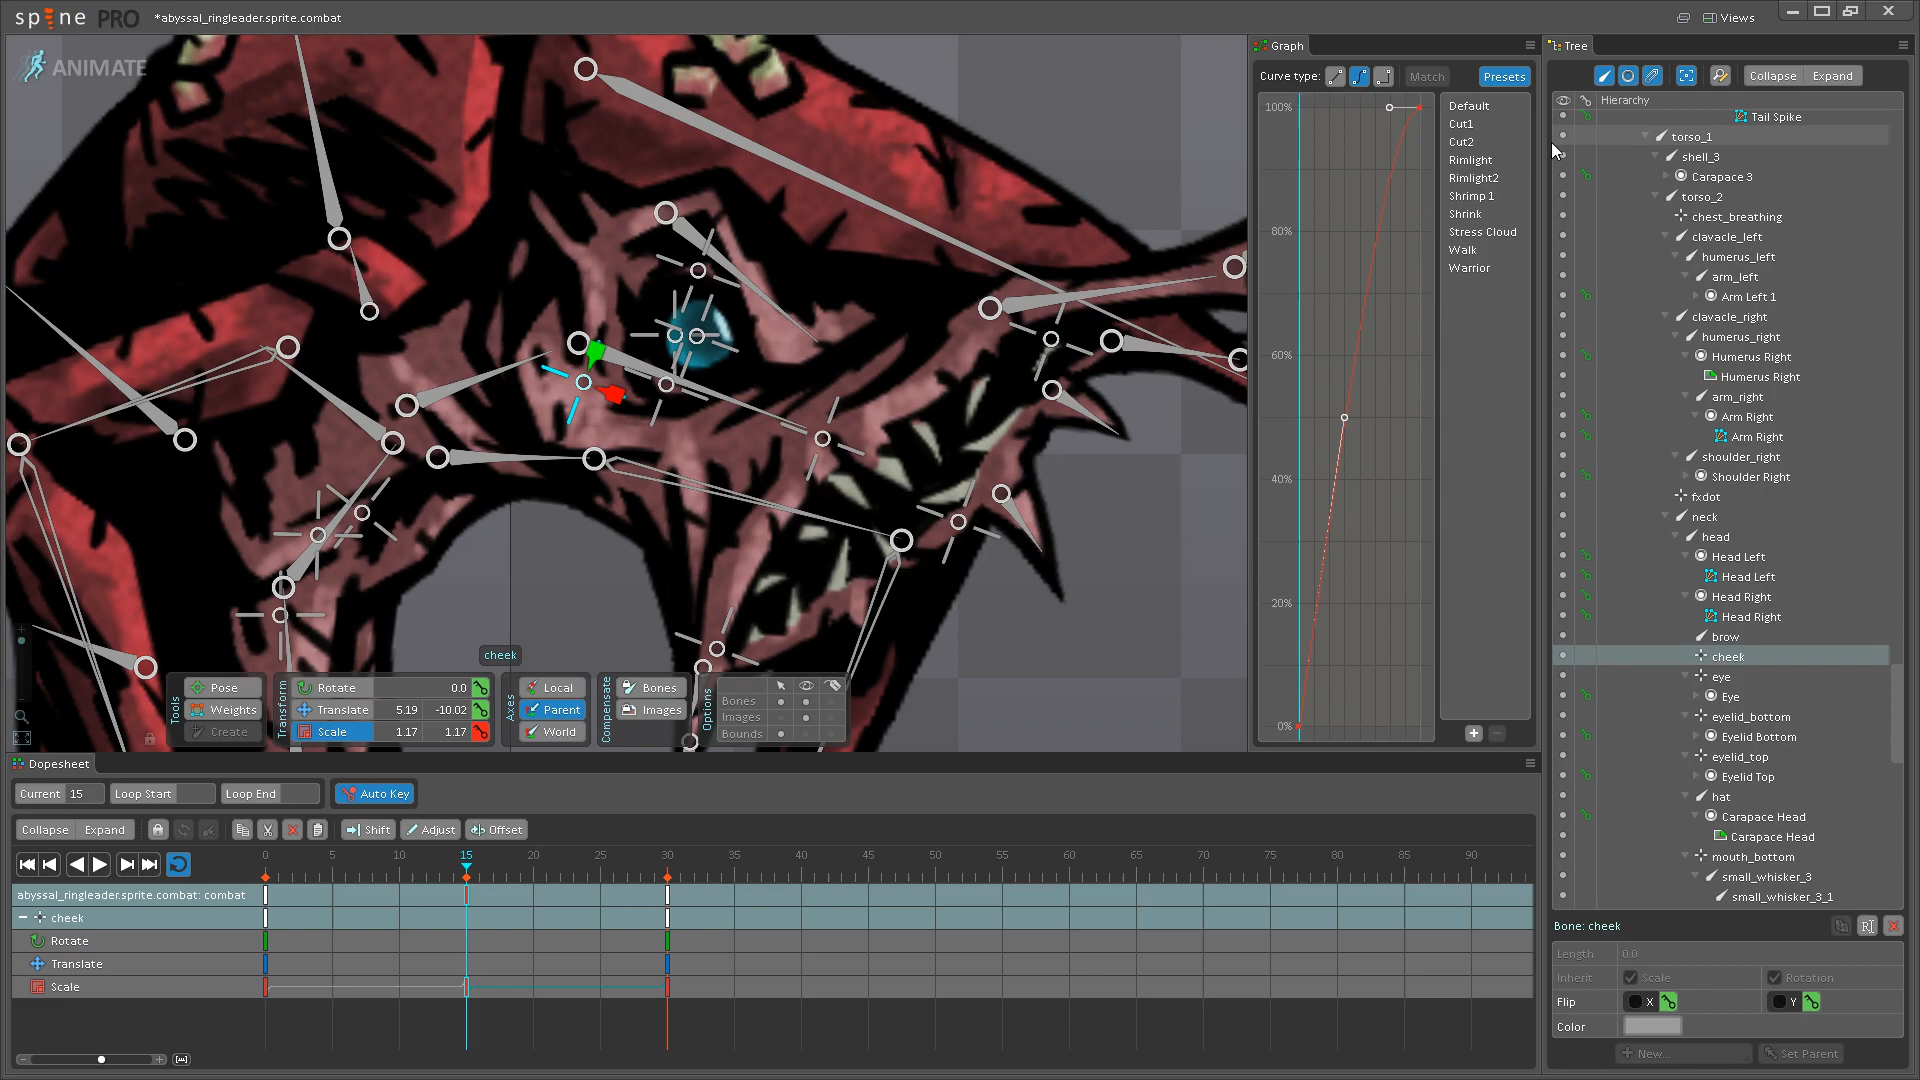 spine PRO *abyssal_ringleader.sprite.combat Views
ANIMATE
Graph
Curve type: Match Presets
100%
80%
60%
40%
20%
0%
Default
Cut1
Cut2
Rimlight
Rimlight2
Shrimp 1
Shrink
Stress Cloud
Walk
Warrior
Tree
Collapse Expand
Hierarchy
Tail Spike
torso_1
shell_3
Carapace 3
torso_2
chest_breathing
clavacle_left
humerus_left
arm_left
Arm Left 1
clavacle_right
humerus_right
Humerus Right
Humerus Right
arm_right
Arm Right
Arm Right
shoulder_right
Shoulder Right
fxdot
neck
head
Head Left
Head Left
Head Right
Head Right
brow
cheek
eye
Eye
eyelid_bottom
Eyelid Bottom
eyelid_top
Eyelid Top
hat
Carapace Head
Carapace Head
mouth_bottom
small_whisker_3
small_whisker_3_1
Bone: cheek
Length 0.0
Inherit Scale Rotation
Flip X Y
Color
New... Set Parent
cheek
Tools
Pose
Weights
Create
Transform
Rotate 0.0
Translate 5.19 -10.02
Scale 1.17 1.17
Axes
Local
Parent
World
Compensate
Bones
Images
Options
Bones
Images
Bounds
Dopesheet
Current 15 Loop Start Loop End Auto Key
Collapse Expand Shift Adjust Offset
0 5 10 15 20 25 30 35 40 45 50 55 60 65 70 75 80 85 90
abyssal_ringleader.sprite.combat: combat
cheek
Rotate
Translate
Scale